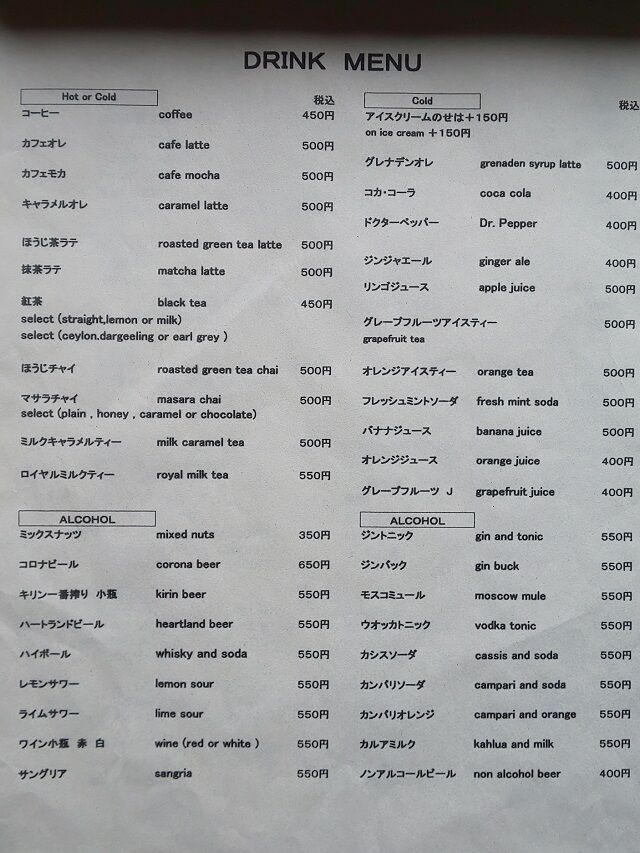 DRINK MENU
Hot or Cold 税込
コーヒー coffee 450円
カフェオレ cafe latte 500円
カフェモカ cafe mocha 500円
キャラメルオレ caramel latte 500円
ほうじ茶ラテ roasted green tea latte 500円
抹茶ラテ matcha latte 500円
紅茶 black tea 450円
select (straight,lemon or milk)
select (ceylon.dargeeling or earl grey )
ほうじチャイ roasted green tea chai 500円
マサラチャイ masara chai 500円
select (plain , honey , caramel or chocolate)
ミルクキャラメルティー milk caramel tea 500円
ロイヤルミルクティー royal milk tea 550円
Cold 税込
アイスクリームのせは+150円
on ice cream +150円
グレナデンオレ grenaden syrup latte 500円
コカ・コーラ coca cola 400円
ドクターペッパー Dr. Pepper 400円
ジンジャエール ginger ale 400円
リンゴジュース apple juice 500円
グレープフルーツアイスティー 500円
grapefruit tea
オレンジアイスティー orange tea 500円
フレッシュミントソーダ fresh mint soda 500円
バナナジュース banana juice 500円
オレンジジュース orange juice 400円
グレープフルーツ J grapefruit juice 400円
ALCOHOL
ミックスナッツ mixed nuts 350円
コロナビール corona beer 650円
キリン一番搾り 小瓶 kirin beer 550円
ハートランドビール heartland beer 550円
ハイボール whisky and soda 550円
レモンサワー lemon sour 550円
ライムサワー lime sour 550円
ワイン小瓶 赤 白 wine (red or white ) 550円
サングリア sangria 550円
ALCOHOL
ジントニック gin and tonic 550円
ジンバック gin buck 550円
モスコミュール moscow mule 550円
ウオッカトニック vodka tonic 550円
カシスソーダ cassis and soda 550円
カンパリソーダ campari and soda 550円
カンパリオレンジ campari and orange 550円
カルアミルク kahlua and milk 550円
ノンアルコールビール non alcohol beer 400円